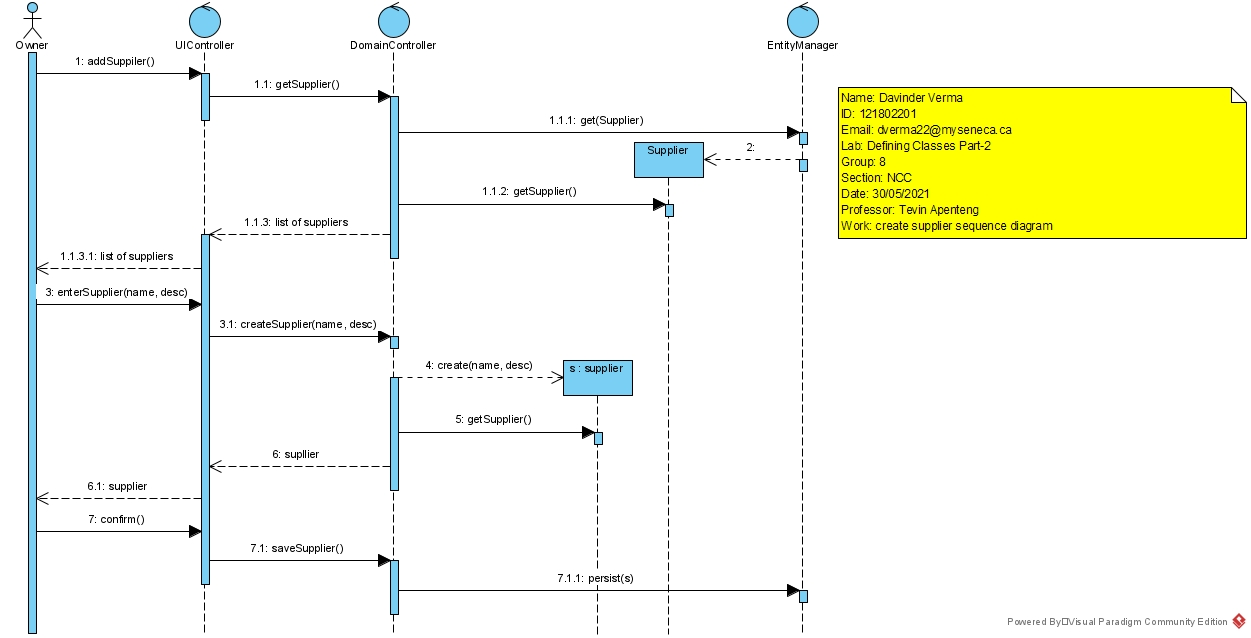 Owner
UIController
DomainController
EntityManager
1: addSuppiler()
1.1: getSupplier()
1.1.1: get(Supplier)
Supplier
2:
1.1.2: getSupplier()
1.1.3: list of suppliers
1.1.3.1: list of suppliers
3: enterSupplier(name, desc)
3.1: createSupplier(name, desc)
4: create(name, desc)
s : supplier
5: getSupplier()
6: supllier
6.1: supplier
7: confirm()
7.1: saveSupplier()
7.1.1: persist(s)
Name: Davinder Verma
ID: 121802201
Email: dverma22@myseneca.ca
Lab: Defining Classes Part-2
Group: 8
Section: NCC
Date: 30/05/2021
Professor: Tevin Apenteng
Work: create supplier sequence diagram
Powered By Visual Paradigm Community Edition